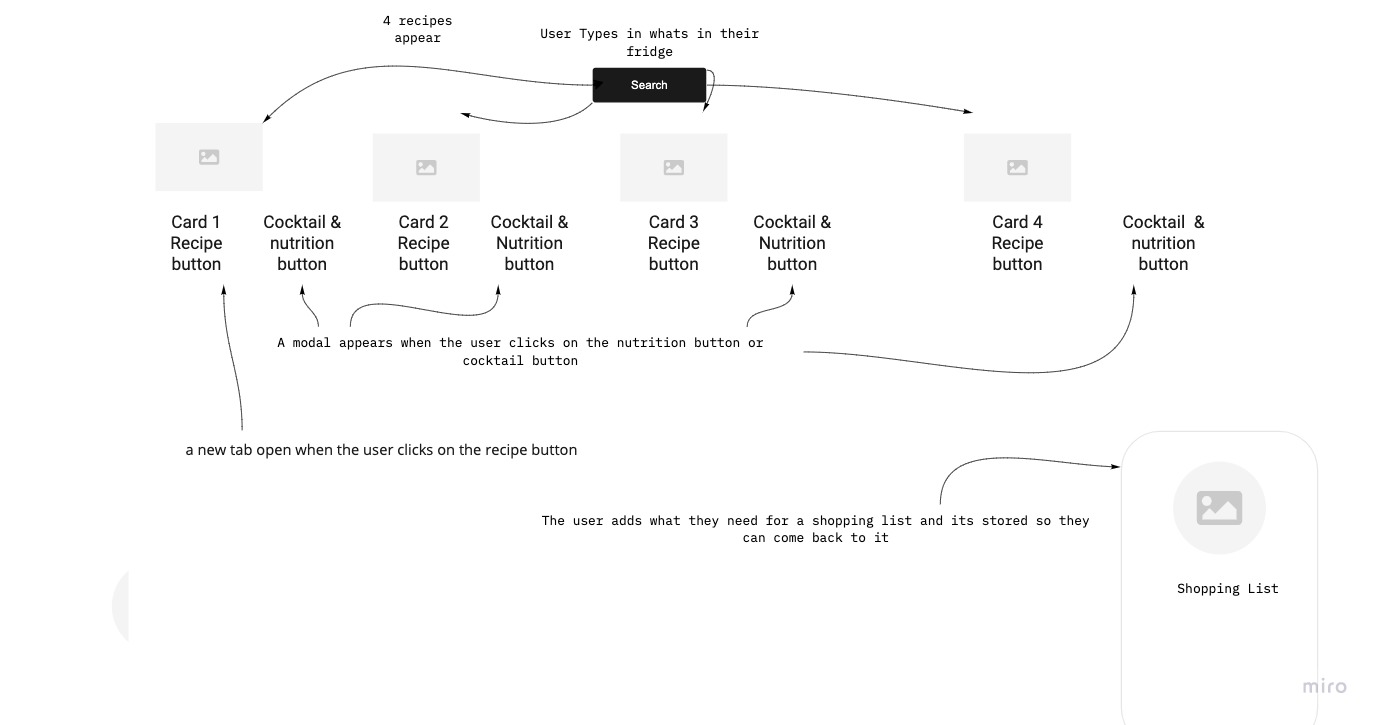 4 recipes
appear
User Types in whats in their
fridge
Search
Card 1
Recipe
button
Cocktail &
nutrition
button
Card 2
Recipe
button
Cocktail &
Nutrition
button
Card 3
Recipe
button
Cocktail &
Nutrition
button
Card 4
Recipe
button
Cocktail  &
nutrition
button
A modal appears when the user clicks on the nutrition button or
cocktail button
a new tab open when the user clicks on the recipe button
The user adds what they need for a shopping list and its stored so they
can come back to it
Shopping List
miro